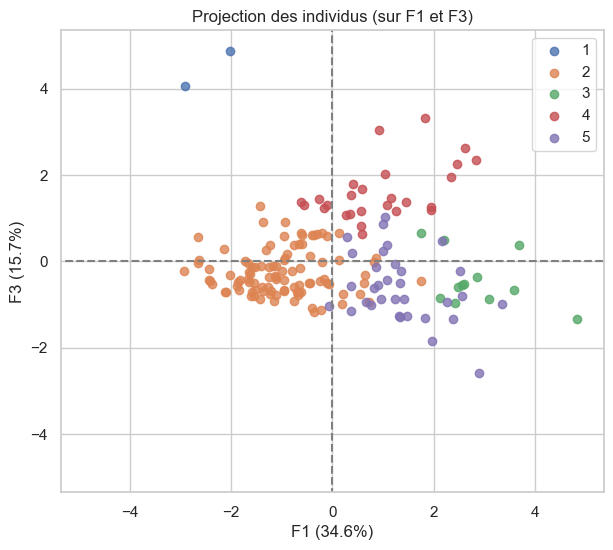 Projection des individus (sur F1 et F3)
1
2
3
4
5
4
2
0
−2
−4
F3 (15.7%)
−4 −2 0 2 4
F1 (34.6%)